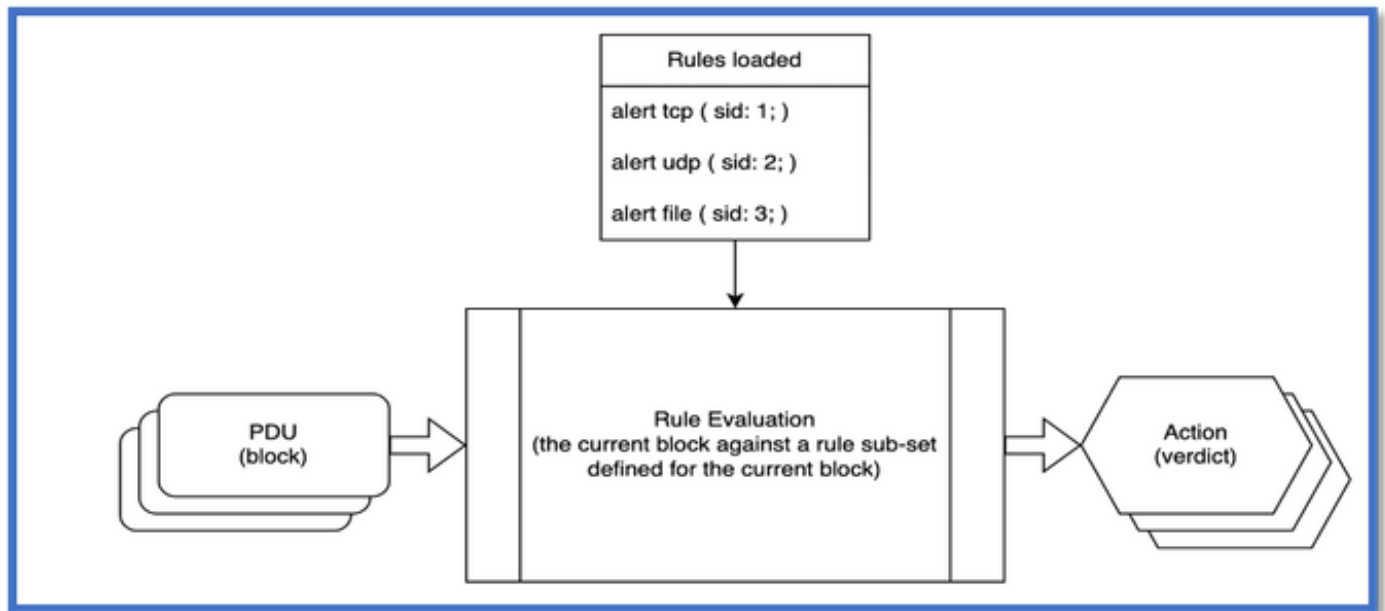 Rules loaded
alert tcp ( sid: 1; )
alert udp ( sid: 2; )
alert file ( sid: 3; )
PDU
(block)
Rule Evaluation
(the current block against a rule sub-set
defined for the current block)
Action
(verdict)